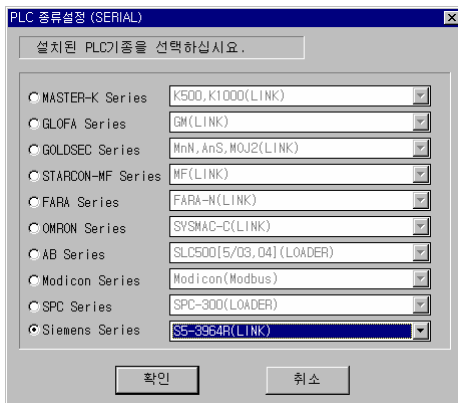 PLC 종류설정 (SERIAL)
설치된 PLC기종을 선택하십시요.
MASTER-K Series K500,K1000(LINK)
GLOFA Series GM(LINK)
GOLDSEC Series MnN,AnS,MOJ2(LINK)
STARCON-MF Series MF(LINK)
FARA Series FARA-N(LINK)
OMRON Series SYSMAC-C(LINK)
AB Series SLC500[5/03,04](LOADER)
Modicon Series Modicon(Modbus)
SPC Series SPC-300(LOADER)
Siemens Series S5-3964R(LINK)
확인 취소